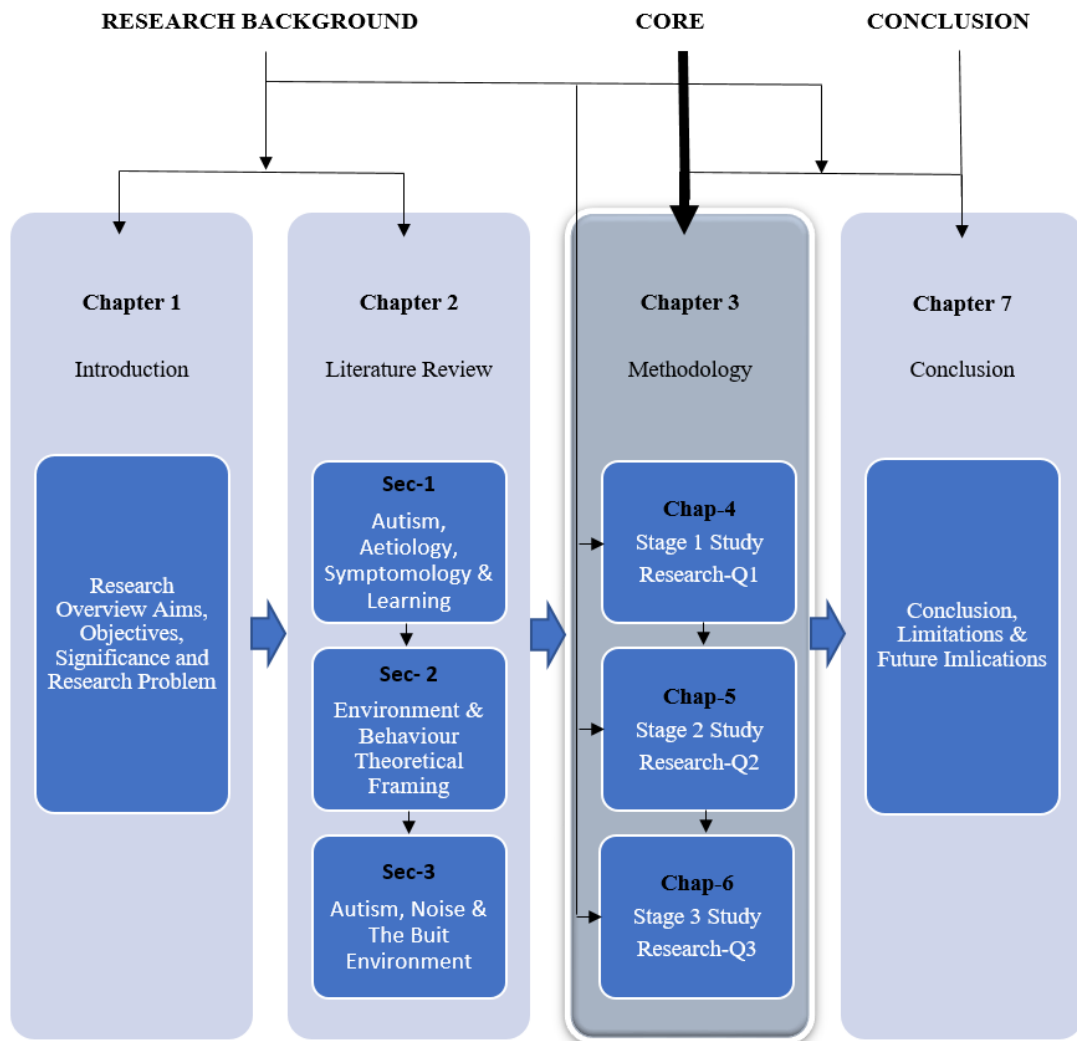 RESEARCH BACKGROUND
CORE
CONCLUSION
Chapter 1
Introduction
Research
Overview Aims,
Objectives,
Significance and
Research Problem
Chapter 2
Literature Review
Sec-1
Autism,
Aetiology,
Symptomology &
Learning
Sec- 2
Environment &
Behaviour
Theoretical
Framing
Sec-3
Autism, Noise &
The Buit
Environment
Chapter 3
Methodology
Chap-4
Stage 1 Study
Research-Q1
Chap-5
Stage 2 Study
Research-Q2
Chap-6
Stage 3 Study
Research-Q3
Chapter 7
Conclusion
Conclusion,
Limitations &
Future Imlications